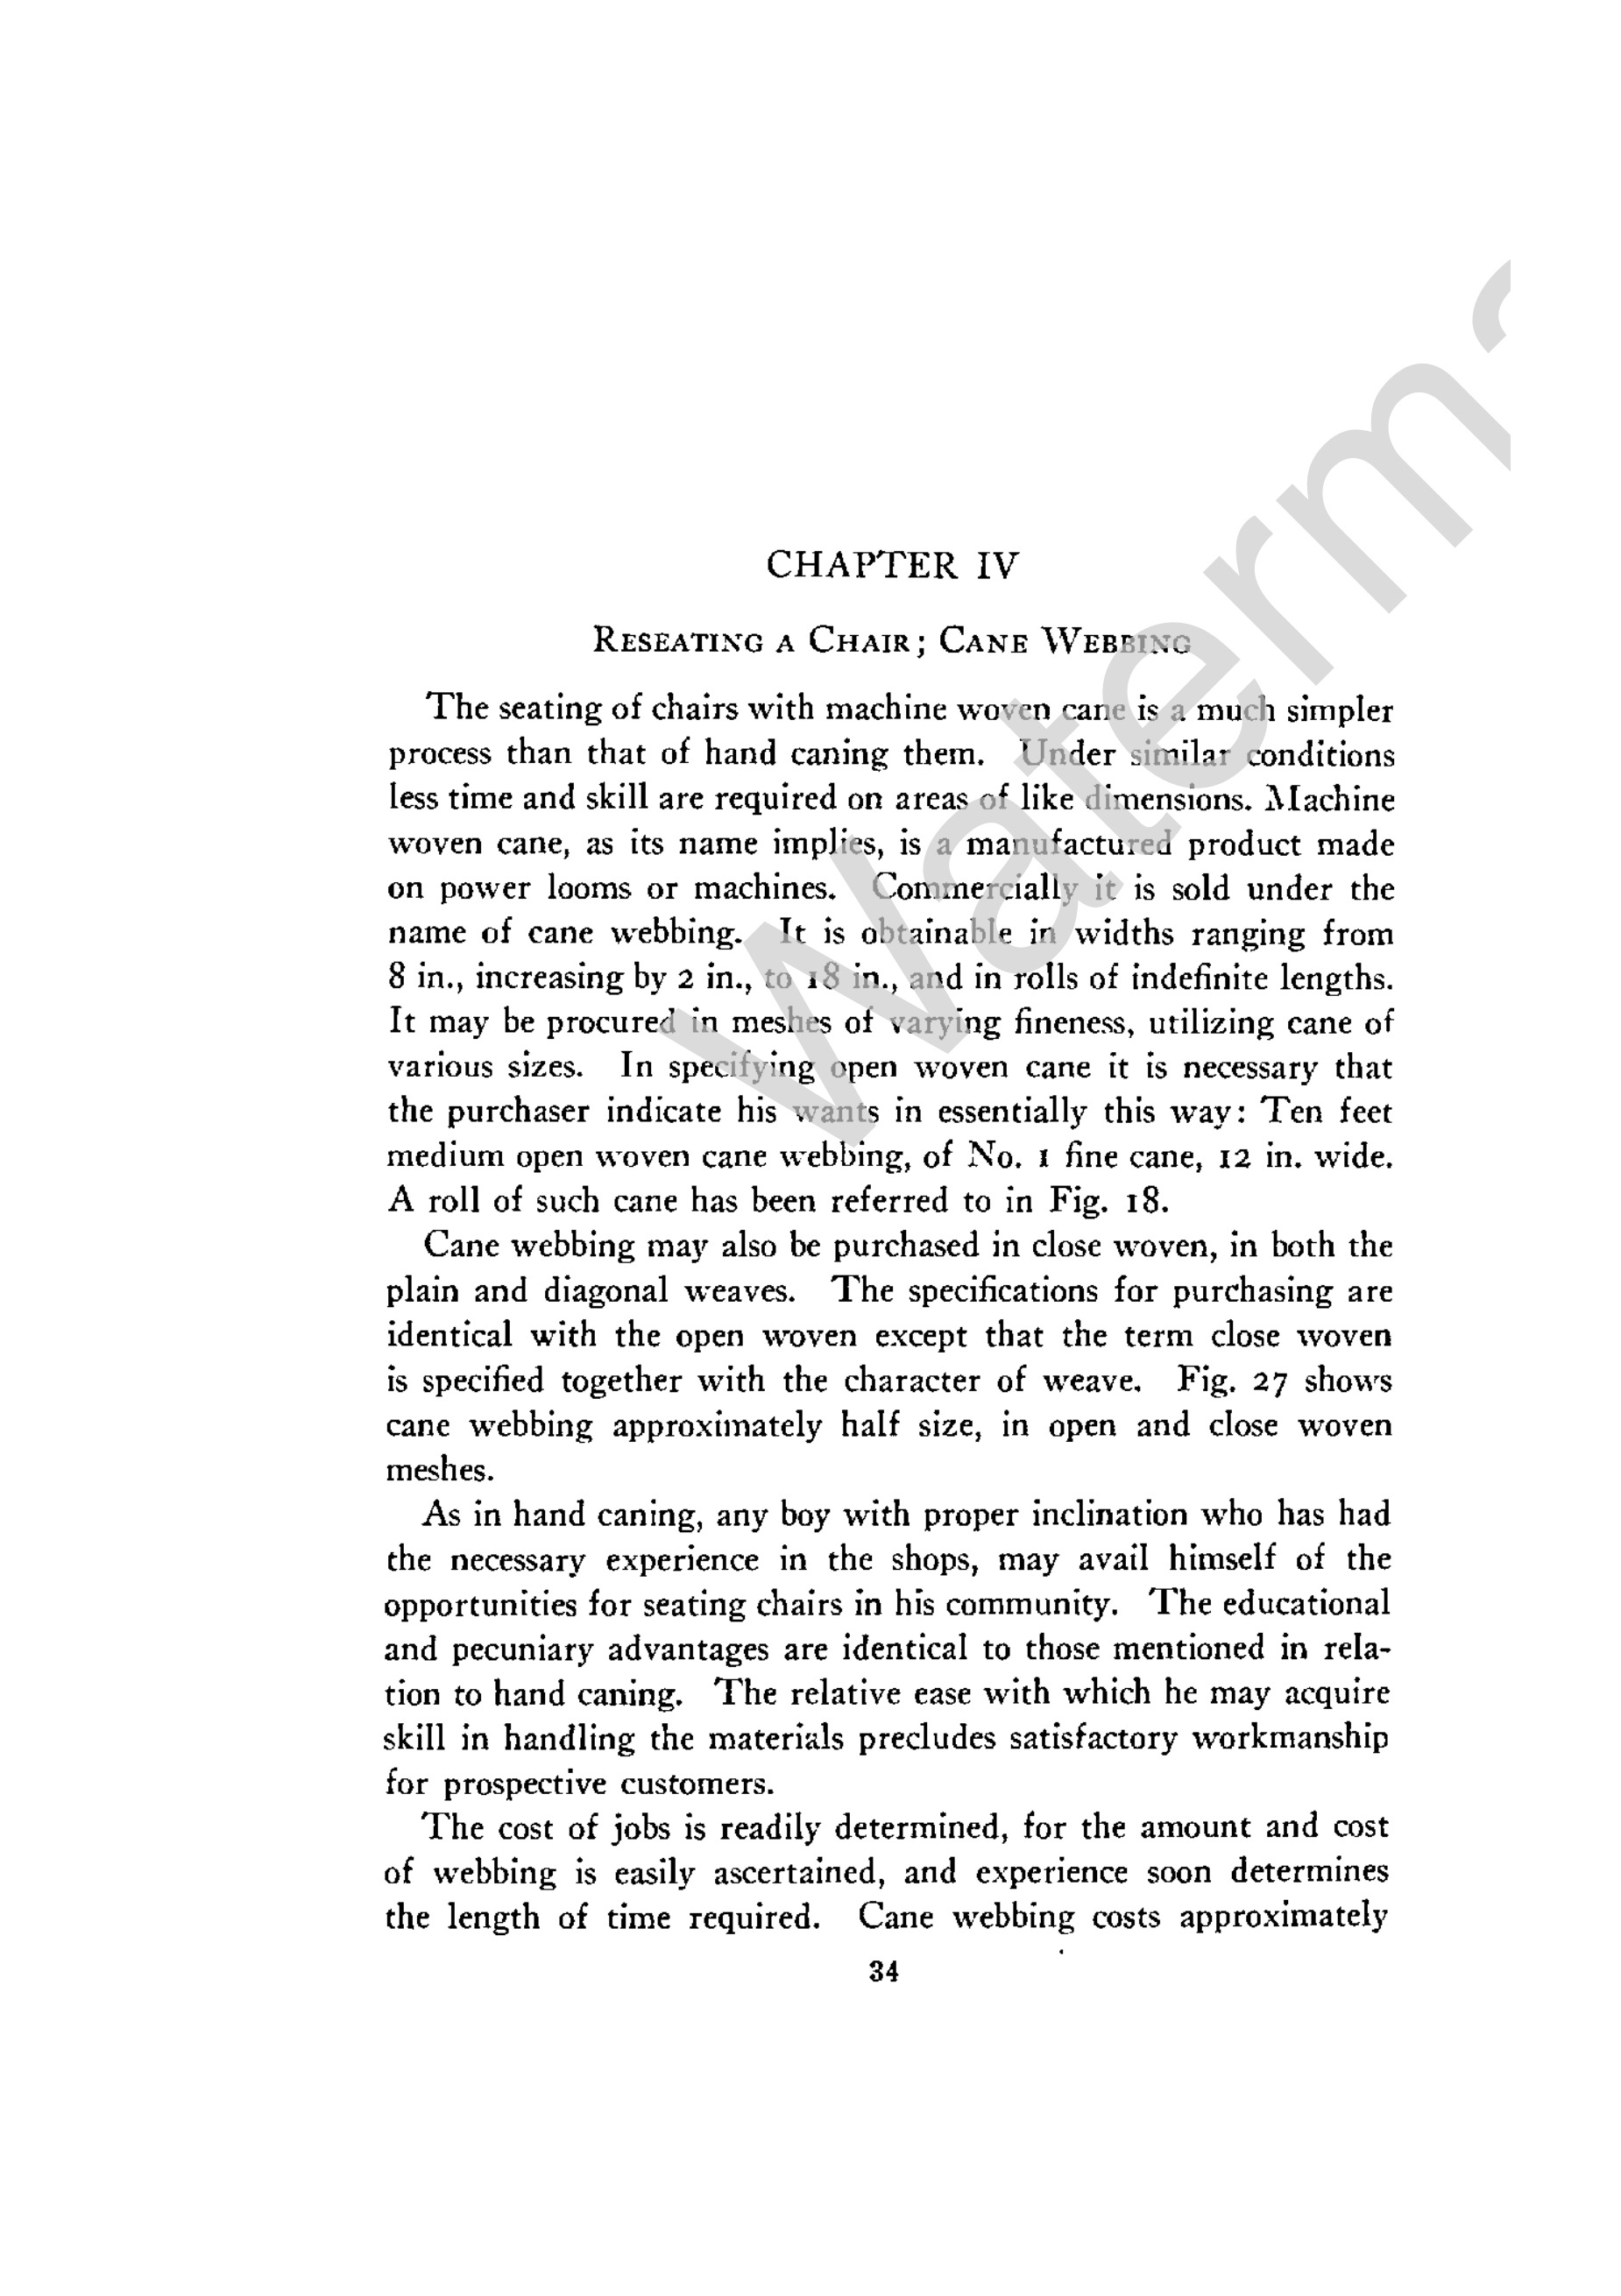 CHAPTER IV
RESEATING A CHAIR; CANE WEBBING
The seating of chairs with machine woven cane is a much simpler
process than that of hand caning them. Under similar conditions
less time and skill are required on areas of like dimensions. Machine
woven cane, as its name implies, is a manufactured product made
on power looms or machines. Commercially it is sold under the
name of cane webbing. It is obtainable in widths ranging from
8 in., increasing by 2 in., to 18 in., and in rolls of indefinite lengths.
It may be procured in meshes of varying fineness, utilizing cane of
various sizes. In specifying open woven cane it is necessary that
the purchaser indicate his wants in essentially this way: Ten feet
medium open woven cane webbing, of No. 1 fine cane, 12 in. wide.
A roll of such cane has been referred to in Fig. 18.
Cane webbing may also be purchased in close woven, in both the
plain and diagonal weaves. The specifications for purchasing are
identical with the open woven except that the term close woven
is specified together with the character of weave. Fig. 27 shows
cane webbing approximately half size, in open and close woven
meshes.
As in hand caning, any boy with proper inclination who has had
the necessary experience in the shops, may avail himself of the
opportunities for seating chairs in his community. The educational
and pecuniary advantages are identical to those mentioned in rela-
tion to hand caning. The relative ease with which he may acquire
skill in handling the materials precludes satisfactory workmanship
for prospective customers.
The cost of jobs is readily determined, for the amount and cost
of webbing is easily ascertained, and experience soon determines
the length of time required. Cane webbing costs approximately
34
Waterm